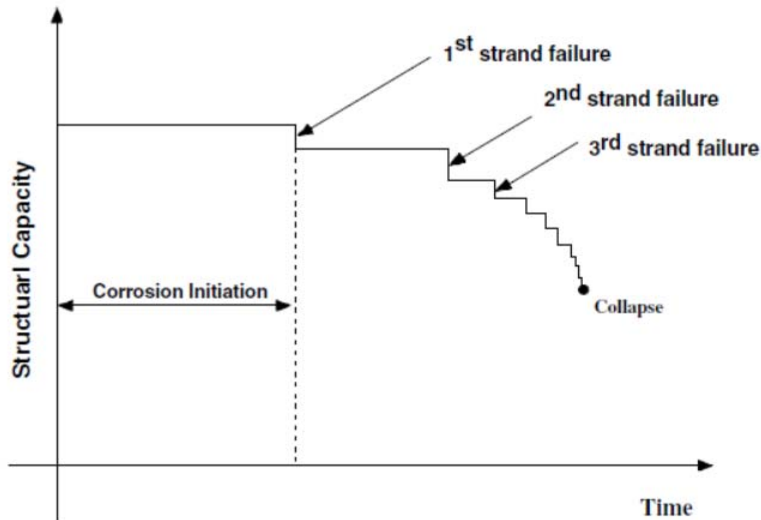 1st strand failure
2nd strand failure
3rd strand failure
Structuarl Capacity
Corrosion Initiation
Collapse
Time